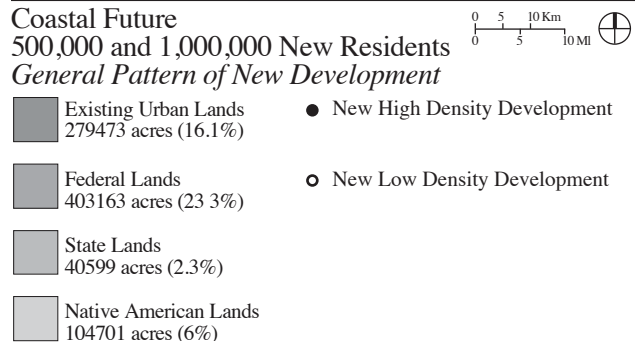 Coastal Future
500,000 and 1,000,000 New Residents
General Pattern of New Development
0 5 10 Km
0 5 10 MI
Existing Urban Lands
279473 acres (16.1%)
New High Density Development
Federal Lands
403163 acres (23 3%)
New Low Density Development
State Lands
40599 acres (2.3%)
Native American Lands
104701 acres (6%)